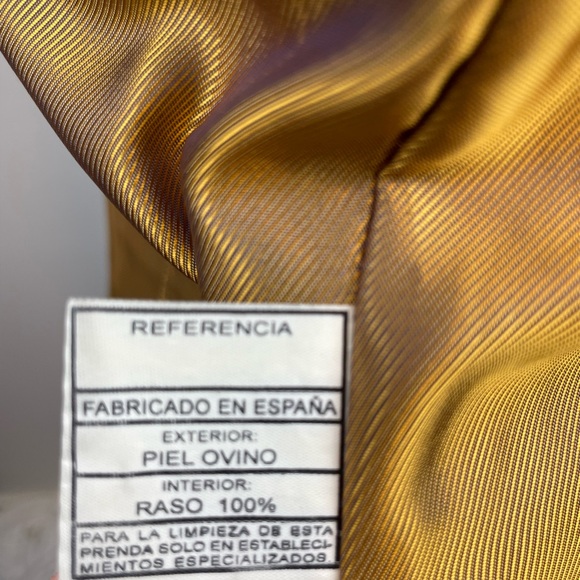 REFERENCIA
FABRICADO EN ESPAÑA
EXTERIOR:
PIEL OVINO
INTERIOR:
RASO 100%
PARA LA LIMPIEZA DE ESTA
PRENDA SOLO EN ESTABLECI-
MIENTOS ESPECIALIZADOS